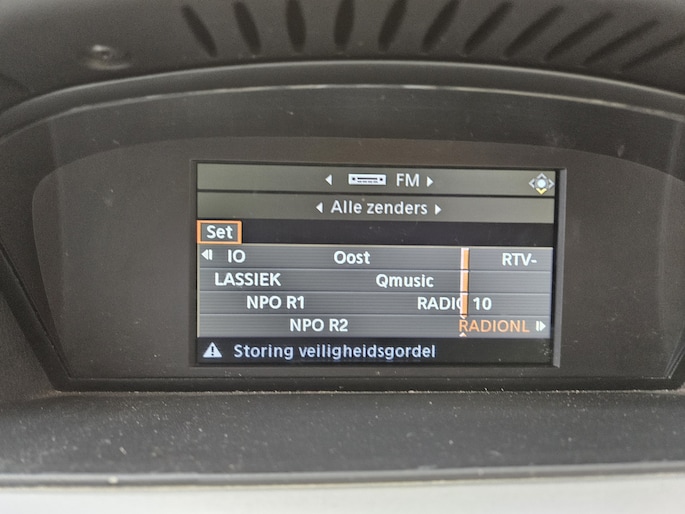 FM
Alle zenders
Set
IO Oost RTV-
LASSIEK Qmusic
NPO R1 RADIO 10
NPO R2 RADIONL
Storing veiligheidsgordel